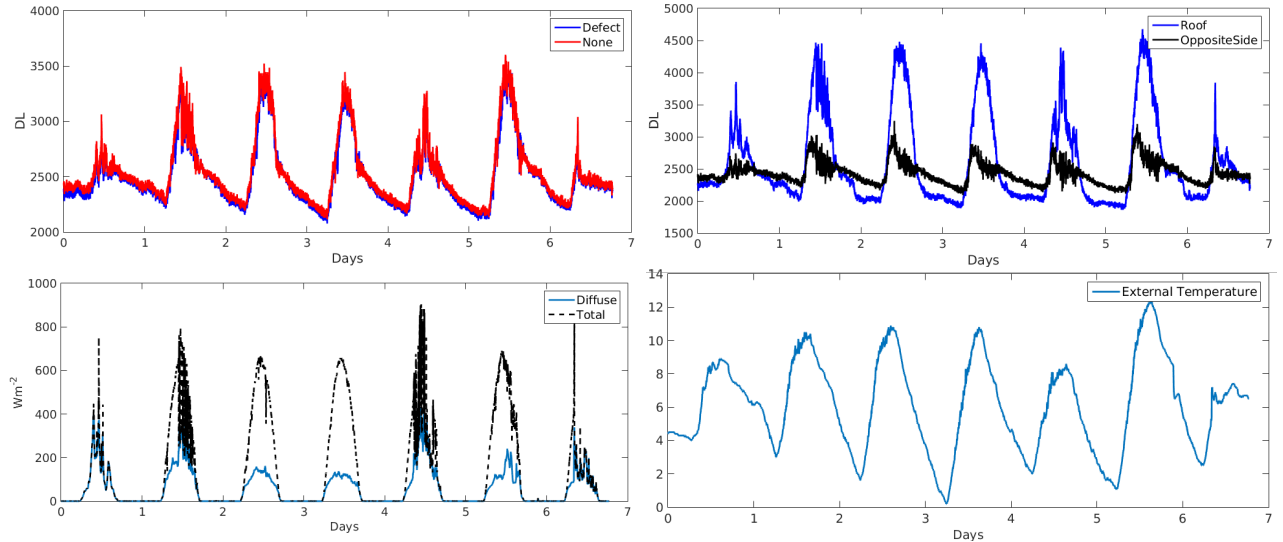 4000
3500
3000
2500
2000
DL
Defect
None
0 1 2 3 4 5 6 7
Days
5000
4500
4000
3500
3000
2500
2000
1500
DL
Roof
OppositeSide
0 1 2 3 4 5 6 7
Days
1000
800
600
400
200
0
Wm-2
Diffuse
Total
0 1 2 3 4 5 6 7
Days
14
12
10
8
6
4
2
0
External Temperature
0 1 2 3 4 5 6 7
Days